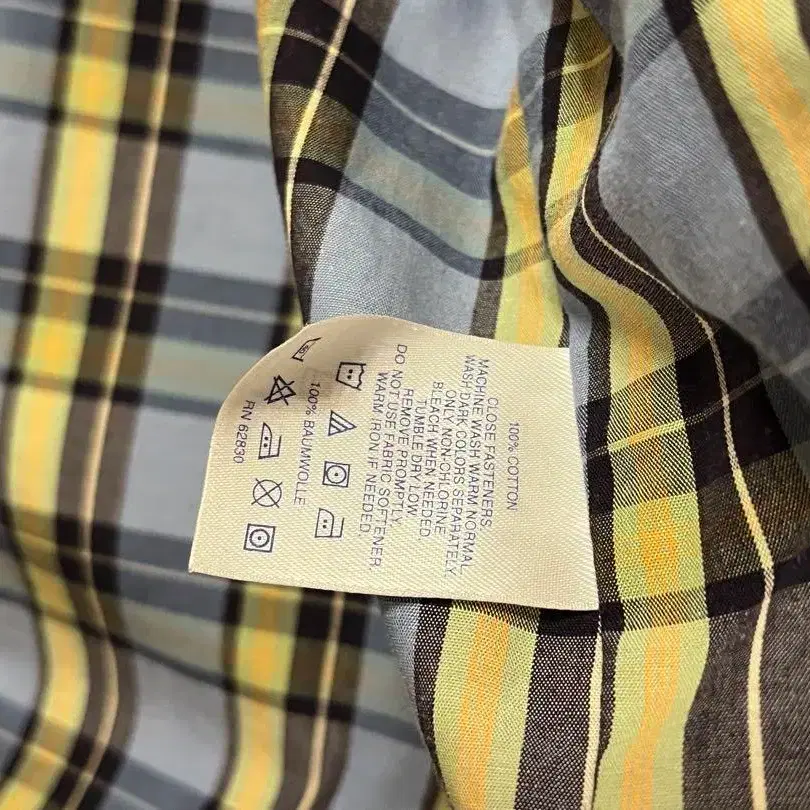 100% COTTON
CLOSE FASTENERS.
MACHINE WASH WARM NORMAL
WASH DARK COLORS SEPARATELY.
ONLY NON-CHLORINE
BLEACH WHEN NEEDED
TUMBLE DRY LOW
REMOVE PROMPTLY.
WARM IRON IF NEEDED.
DO NOT USE FABRIC SOFTENER
100% BAUMWOLLE
RN 62830